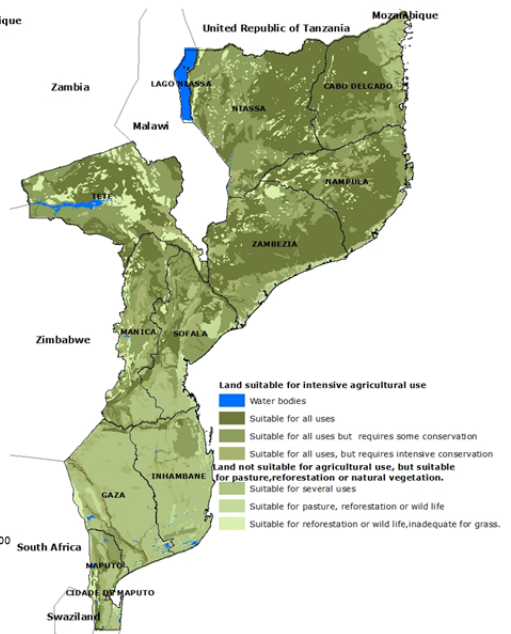 ique
Mozambique
United Republic of Tanzania
Zambia
LAGO NIASSA
CABO DELGADO
NIASSA
Malawi
NAMPULA
TETE
ZAMBEZIA
Zimbabwe
MANICA
SOFALA
Land suitable for intensive agricultural use
Water bodies
Suitable for all uses
Suitable for all uses but requires some conservation
Suitable for all uses, but requires intensive conservation
Land not suitable for agricultural use, but suitable
for pasture,reforestation or natural vegetation.
Suitable for several uses
Suitable for pasture, reforestation or wild life
Suitable for reforestation or wild life,inadequate for grass.
INHAMBANE
GAZA
00
South Africa
MAPUTO
CIDADE DE MAPUTO
Swaziland